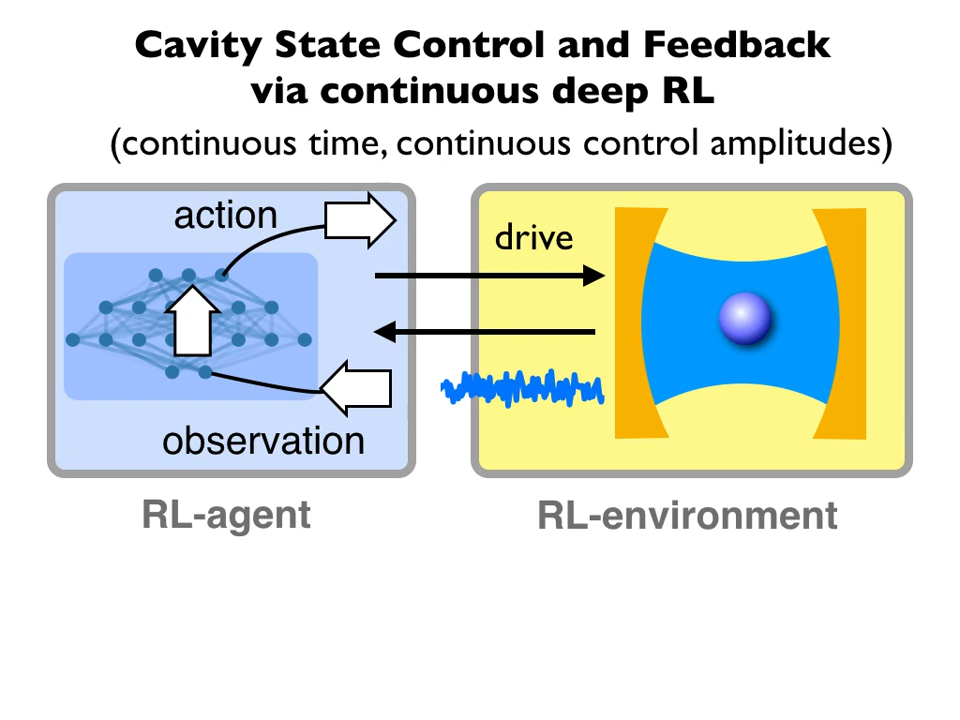 Cavity State Control and Feedback
via continuous deep RL
(continuous time, continuous control amplitudes)
action
drive
observation
RL-agent
RL-environment